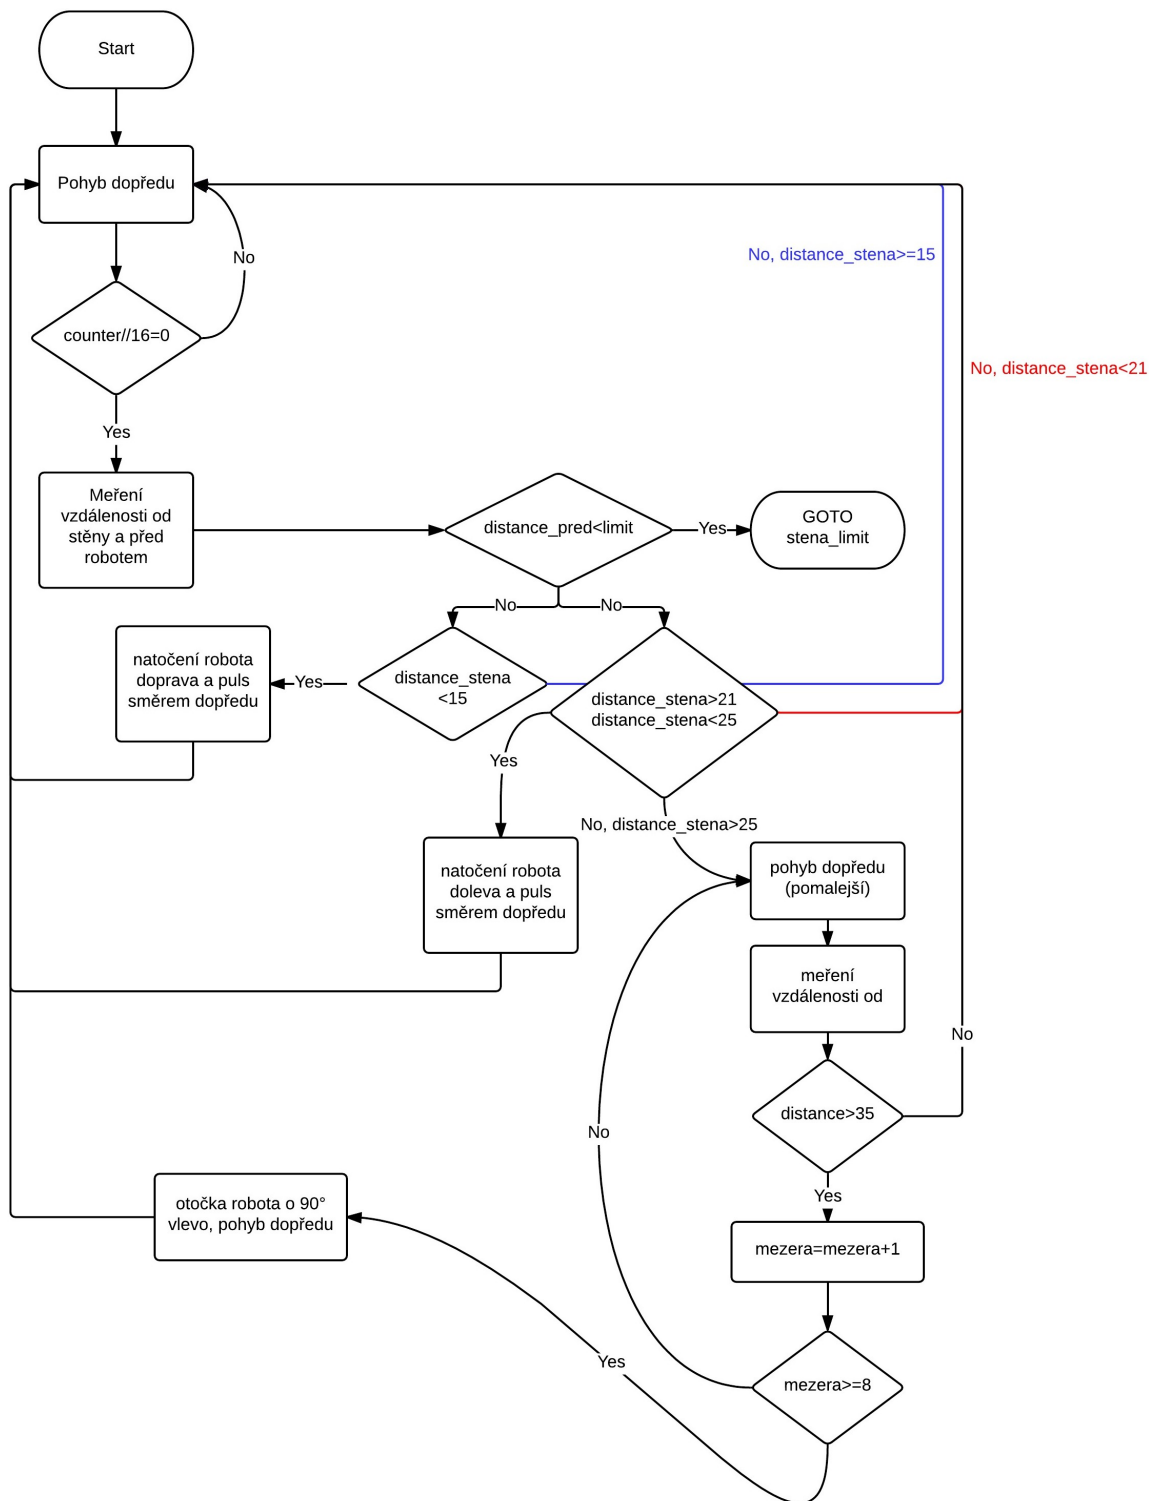 Start
Pohyb dopředu
No
No, distance_stena>=15
counter//16=0
No, distance_stena<21
Yes
Meření
vzdálenosti od
stěny a před
robotem
distance_pred<limit
Yes
GOTO
stena_limit
No
No
natočení robota
doprava a puls
směrem dopředu
Yes
distance_stena
<15
distance_stena>21
distance_stena<25
Yes
No, distance_stena>25
natočení robota
doleva a puls
směrem dopředu
pohyb dopředu
(pomalejší)
meření
vzdálenosti od
No
distance>35
No
Yes
otočka robota o 90°
vlevo, pohyb dopředu
mezera=mezera+1
Yes
mezera>=8